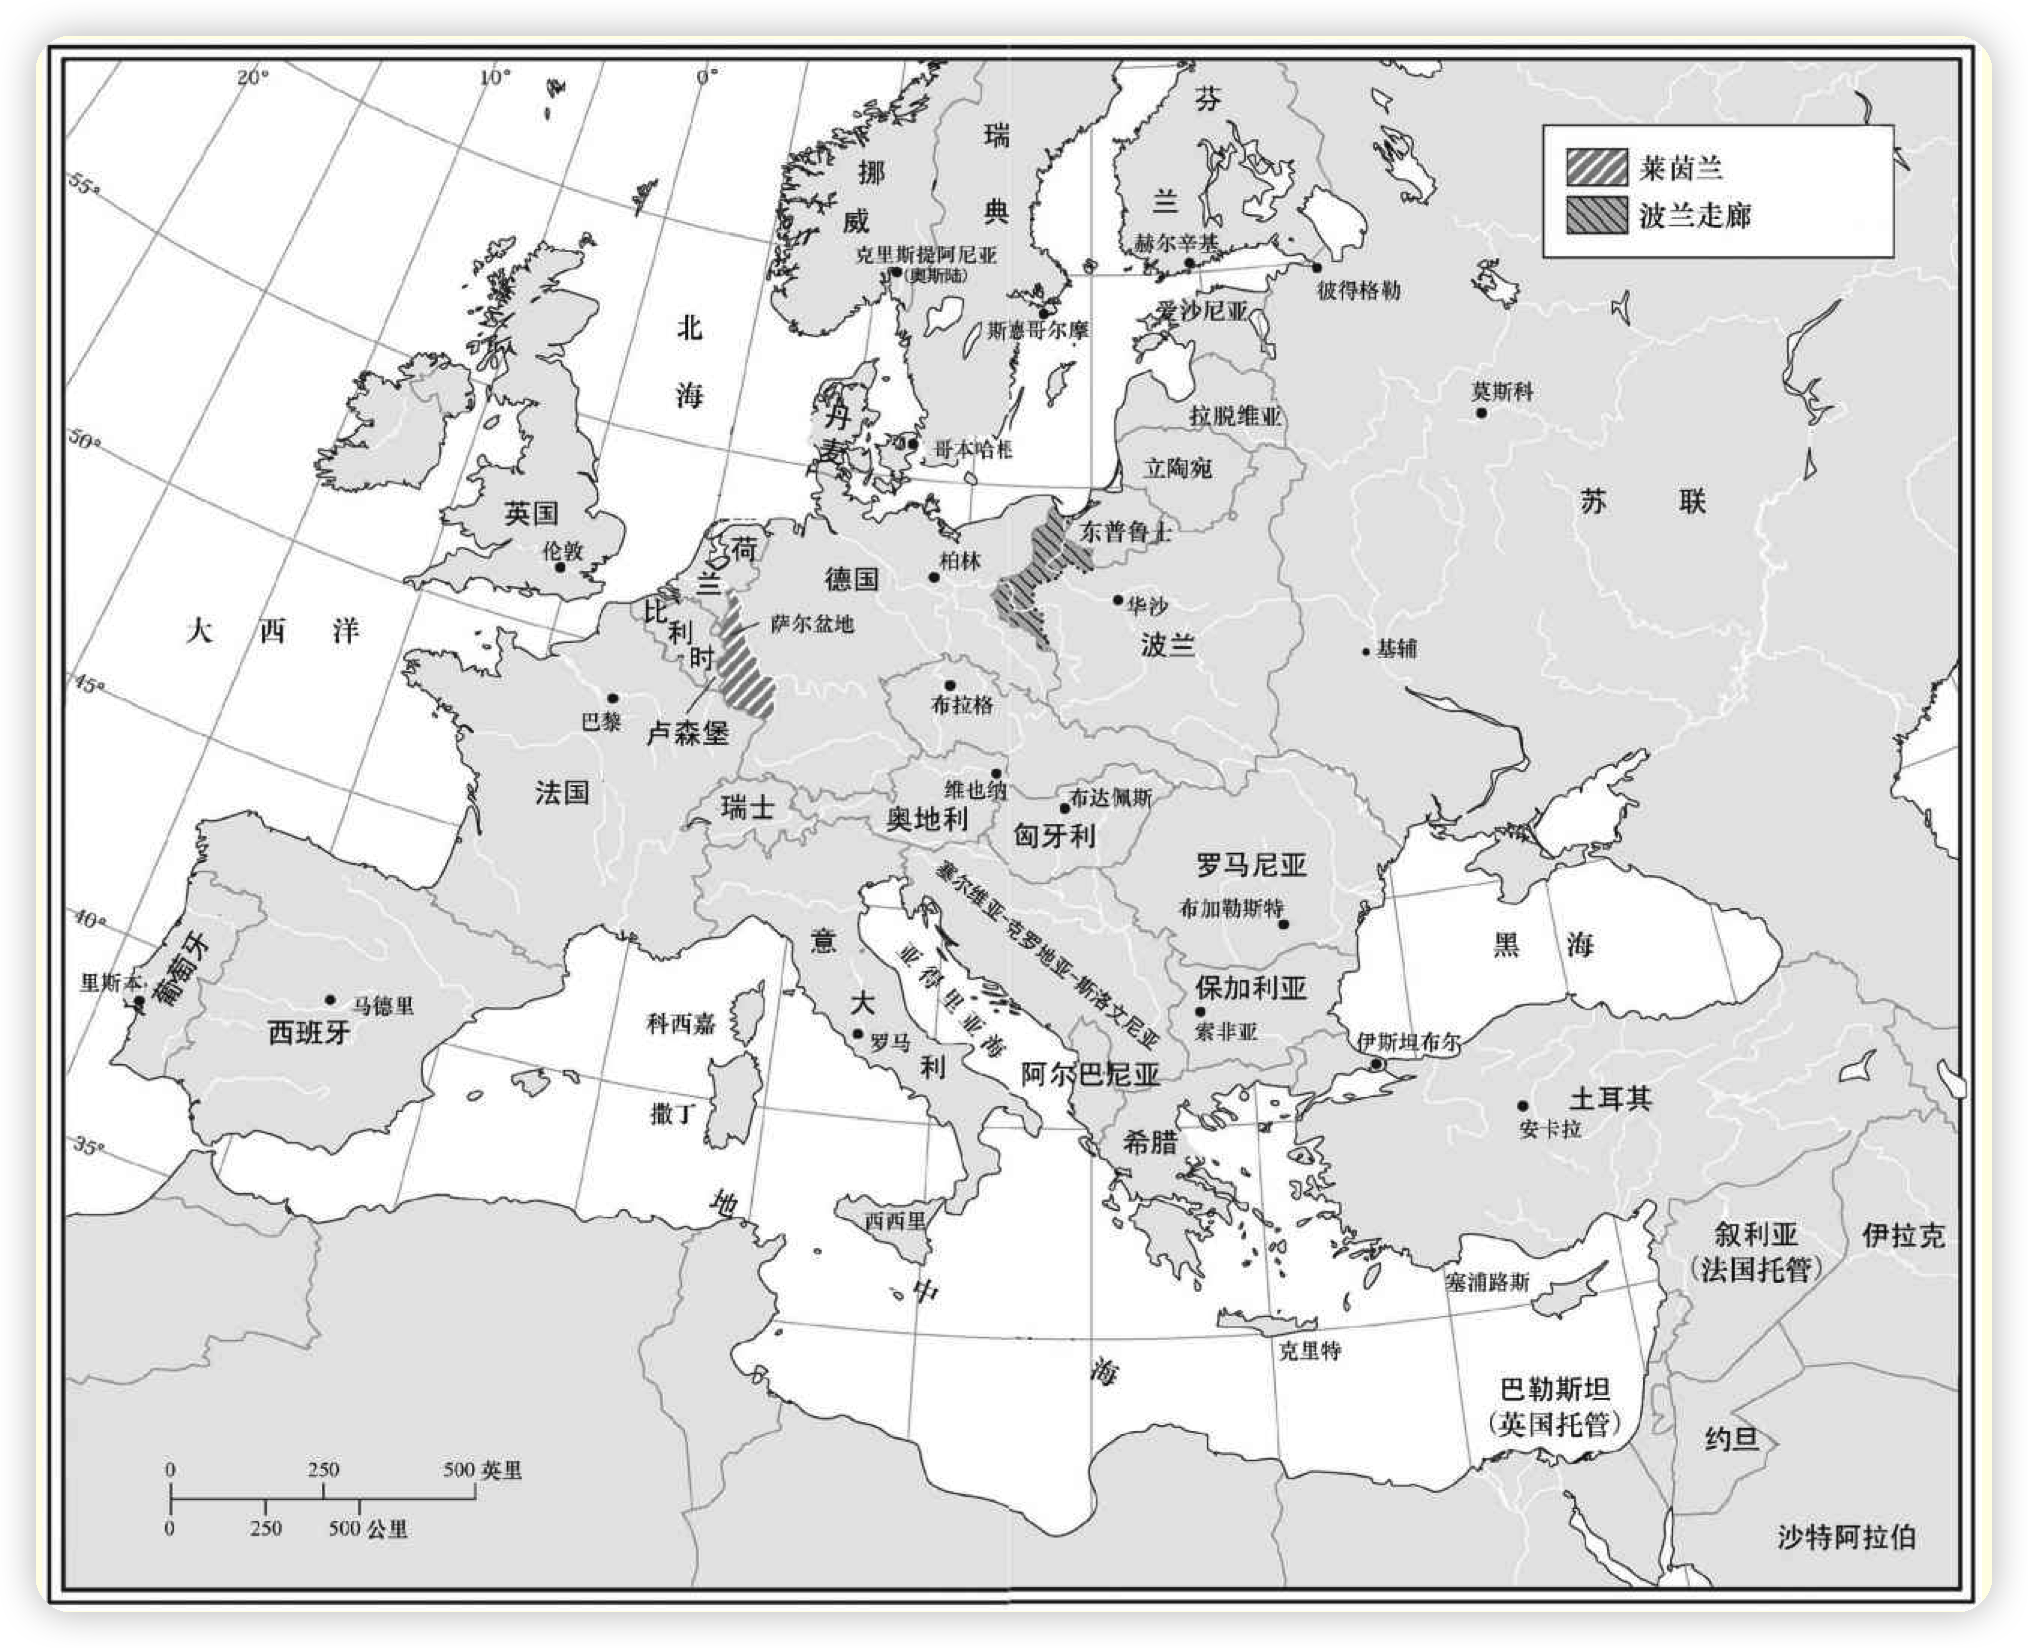 20°
10°
0°
55°
50°
45°
40°
35°
莱茵兰
波兰走廊
芬
兰
瑞
典
挪
威
克里斯提阿尼亚
(奥斯陆)
赫尔辛基
彼得格勒
斯德哥尔摩
爱沙尼亚
北
海
莫斯科
拉脱维亚
丹
麦
哥本哈根
立陶宛
苏 联
英国
伦敦
东普鲁士
荷
兰
柏林
德国
比
利
时
萨尔盆地
华沙
波兰
大 西 洋
基辅
布拉格
巴黎
卢森堡
法国
维也纳
布达佩斯
瑞士
奥地利
匈牙利
罗马尼亚
布加勒斯特
塞尔维亚-克罗地亚-斯洛文尼亚
黑 海
意
大
利
亚得里亚海
葡萄牙
里斯本
马德里
西班牙
保加利亚
索非亚
科西嘉
罗马
伊斯坦布尔
阿尔巴尼亚
土耳其
安卡拉
撒丁
希腊
地
中
海
西西里
叙利亚
(法国托管)
伊拉克
塞浦路斯
克里特
巴勒斯坦
(英国托管)
约旦
沙特阿拉伯
0 250 500 英里
0 250 500 公里